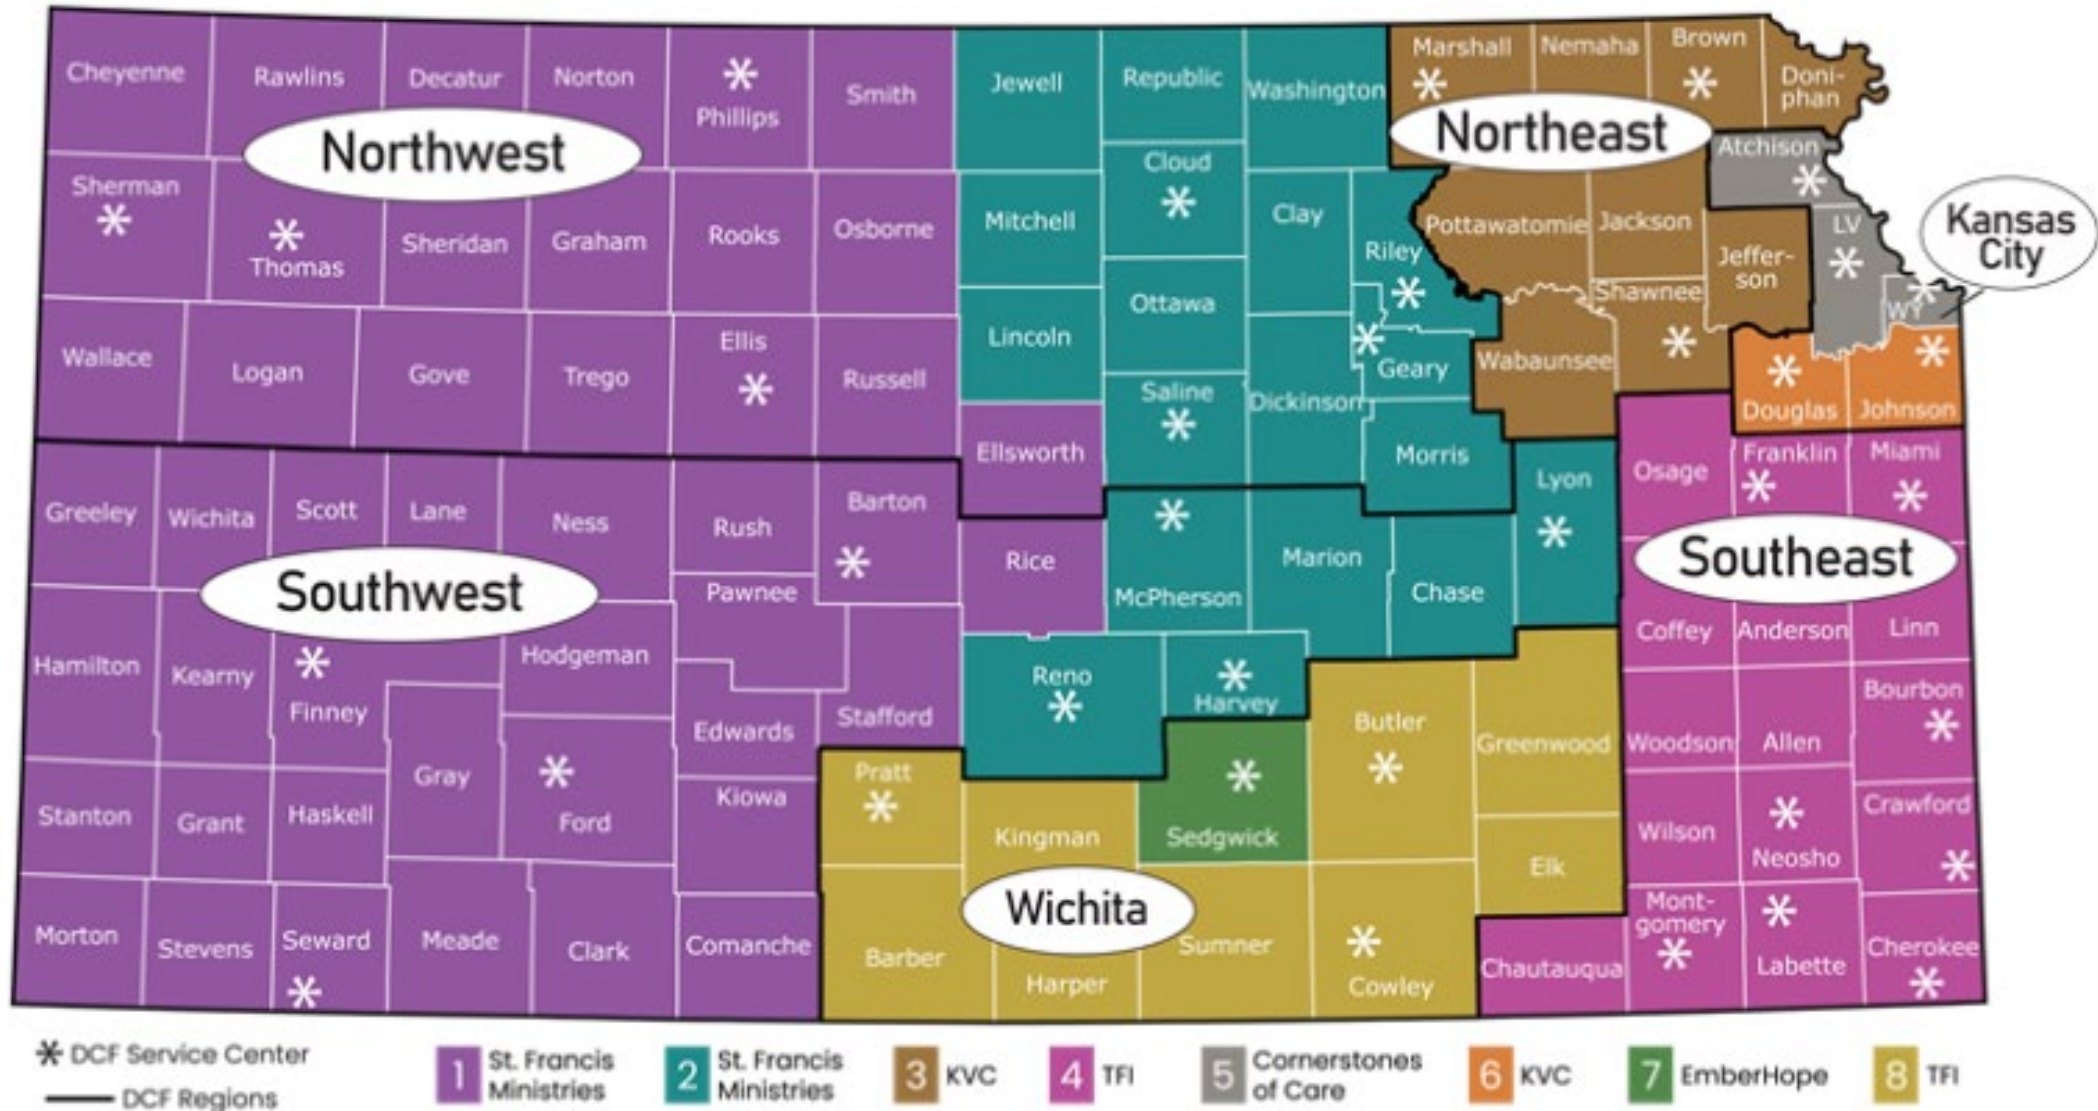 Cheyenne
Rawlins
Decatur
Norton
Phillips
Smith
Jewell
Republic
Washington
Marshall
Nemaha
Brown
Doni-
phan
Northwest
Northeast
Atchison
Sherman
Thomas
Sheridan
Graham
Rooks
Osborne
Mitchell
Cloud
Clay
Riley
Pottawatomie
Jackson
Jeffer-
son
LV
Kansas
City
Wallace
Logan
Gove
Trego
Ellis
Russell
Lincoln
Ottawa
Saline
Dickinson
Geary
Wabaunsee
Shawnee
WY
Douglas
Johnson
Ellsworth
Morris
Lyon
Osage
Franklin
Miami
Greeley
Wichita
Scott
Lane
Ness
Rush
Barton
Rice
McPherson
Marion
Chase
Southeast
Southwest
Pawnee
Coffey
Anderson
Linn
Hamilton
Kearny
Finney
Hodgeman
Edwards
Stafford
Reno
Harvey
Butler
Greenwood
Woodson
Allen
Bourbon
Stanton
Grant
Haskell
Gray
Ford
Kiowa
Pratt
Kingman
Sedgwick
Elk
Wilson
Neosho
Crawford
Wichita
Morton
Stevens
Seward
Meade
Clark
Comanche
Barber
Harper
Sumner
Cowley
Chautauqua
Mont-
gomery
Labette
Cherokee
DCF Service Center
DCF Regions
1 St. Francis
Ministries
2 St. Francis
Ministries
3 KVC
4 TFI
5 Cornerstones
of Care
6 KVC
7 EmberHope
8 TFI